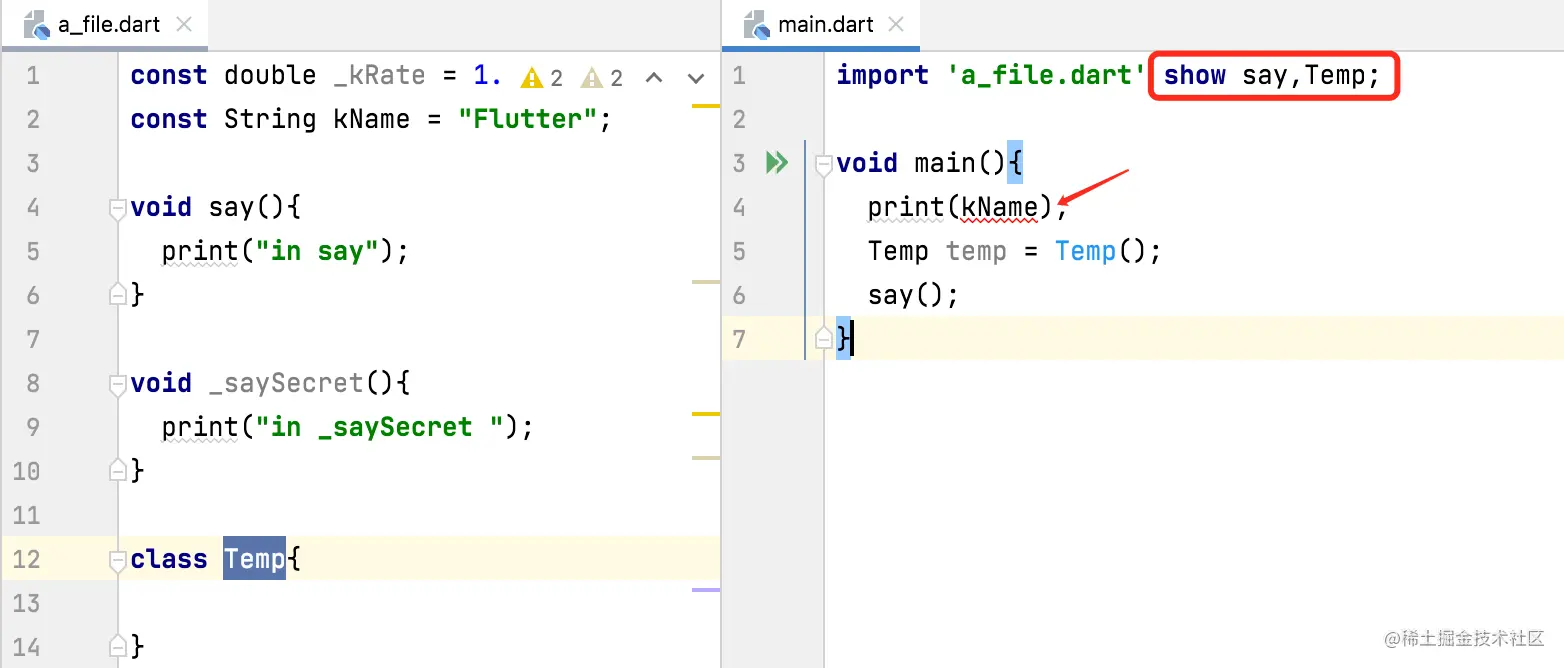 a_file.dart
1 const double _kRate = 1. 2 2
2 const String kName = "Flutter";
3
4 void say(){
5 print("in say");
6 }
7
8 void _saySecret(){
9 print("in _saySecret ");
10 }
11
12 class Temp{
13
14 }
main.dart
1 import 'a_file.dart' show say,Temp;
2
3 void main(){
4 print(kName);
5 Temp temp = Temp();
6 say();
7 }
@稀土掘金技术社区